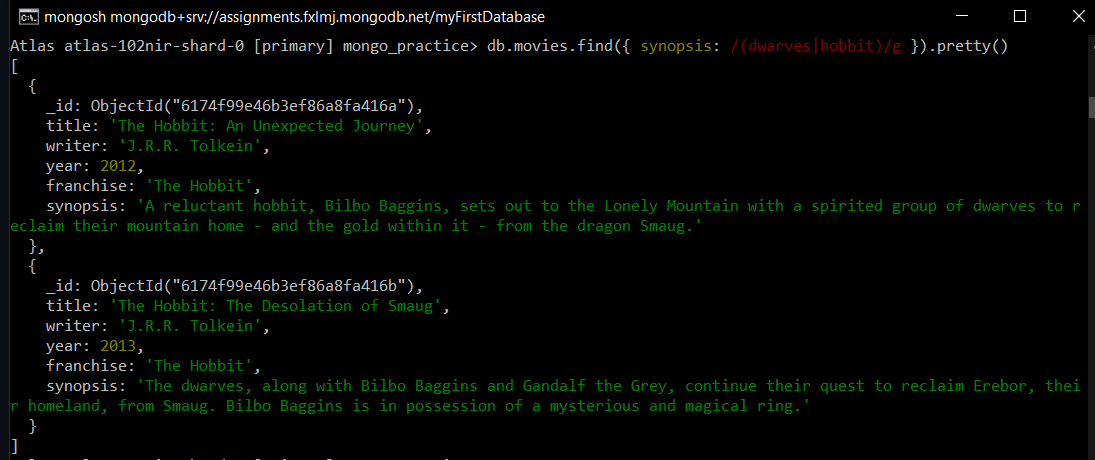 mongosh mongodb+srv://assignments.fxlmj.mongodb.net/myFirstDatabase
Atlas atlas-102nir-shard-0 [primary] mongo_practice> db.movies.find({ synopsis: /(dwarves|hobbit)/g }).pretty()
[
  {
    _id: ObjectId("6174f99e46b3ef86a8fa416a"),
    title: 'The Hobbit: An Unexpected Journey',
    writer: 'J.R.R. Tolkein',
    year: 2012,
    franchise: 'The Hobbit',
    synopsis: 'A reluctant hobbit, Bilbo Baggins, sets out to the Lonely Mountain with a spirited group of dwarves to r
eclaim their mountain home - and the gold within it - from the dragon Smaug.'
  },
  {
    _id: ObjectId("6174f99e46b3ef86a8fa416b"),
    title: 'The Hobbit: The Desolation of Smaug',
    writer: 'J.R.R. Tolkein',
    year: 2013,
    franchise: 'The Hobbit',
    synopsis: 'The dwarves, along with Bilbo Baggins and Gandalf the Grey, continue their quest to reclaim Erebor, thei
r homeland, from Smaug. Bilbo Baggins is in possession of a mysterious and magical ring.'
  }
]